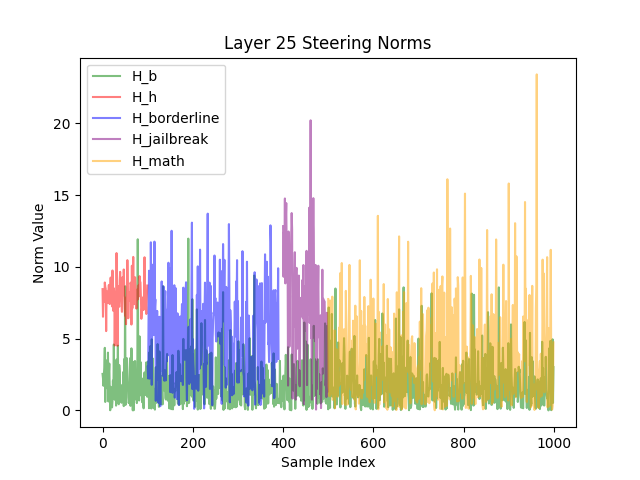 Layer 25 Steering Norms
H_b
H_h
H_borderline
H_jailbreak
H_math
Norm Value
20
15
10
5
0
0 200 400 600 800 1000
Sample Index